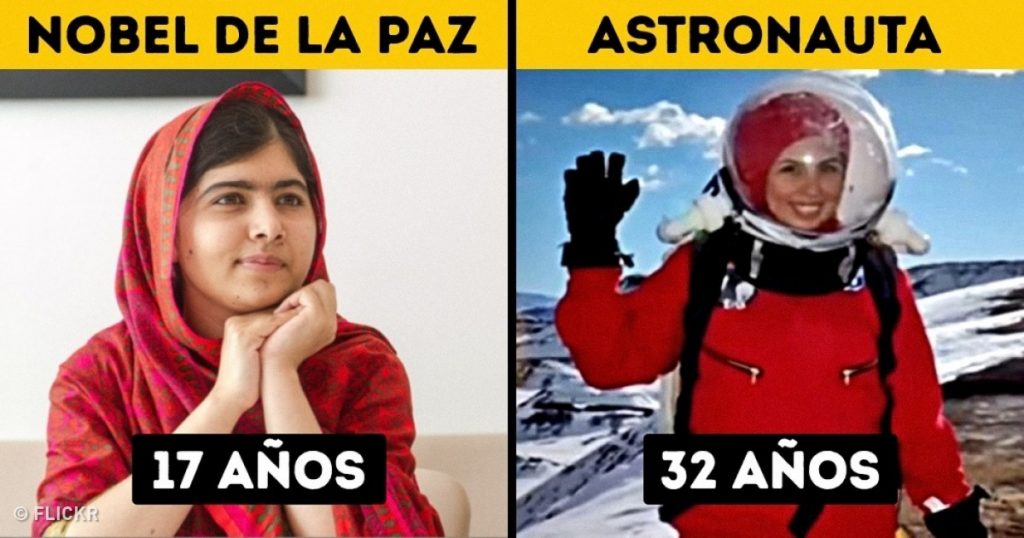 NOBEL DE LA PAZ
ASTRONAUTA
17 AÑOS
32 AÑOS
© FLICKR